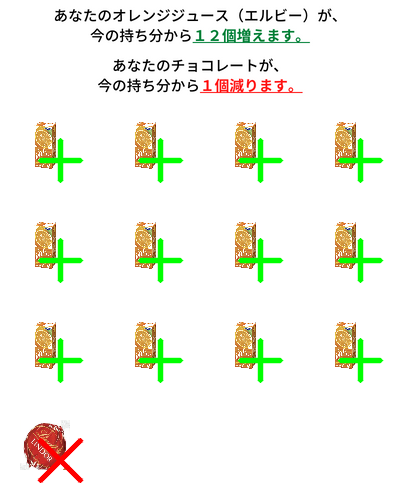 あなたのオレンジジュース（エルビー）が、
今の持ち分から１２個増えます。
あなたのチョコレートが、
今の持ち分から１個減ります。
LINDOR